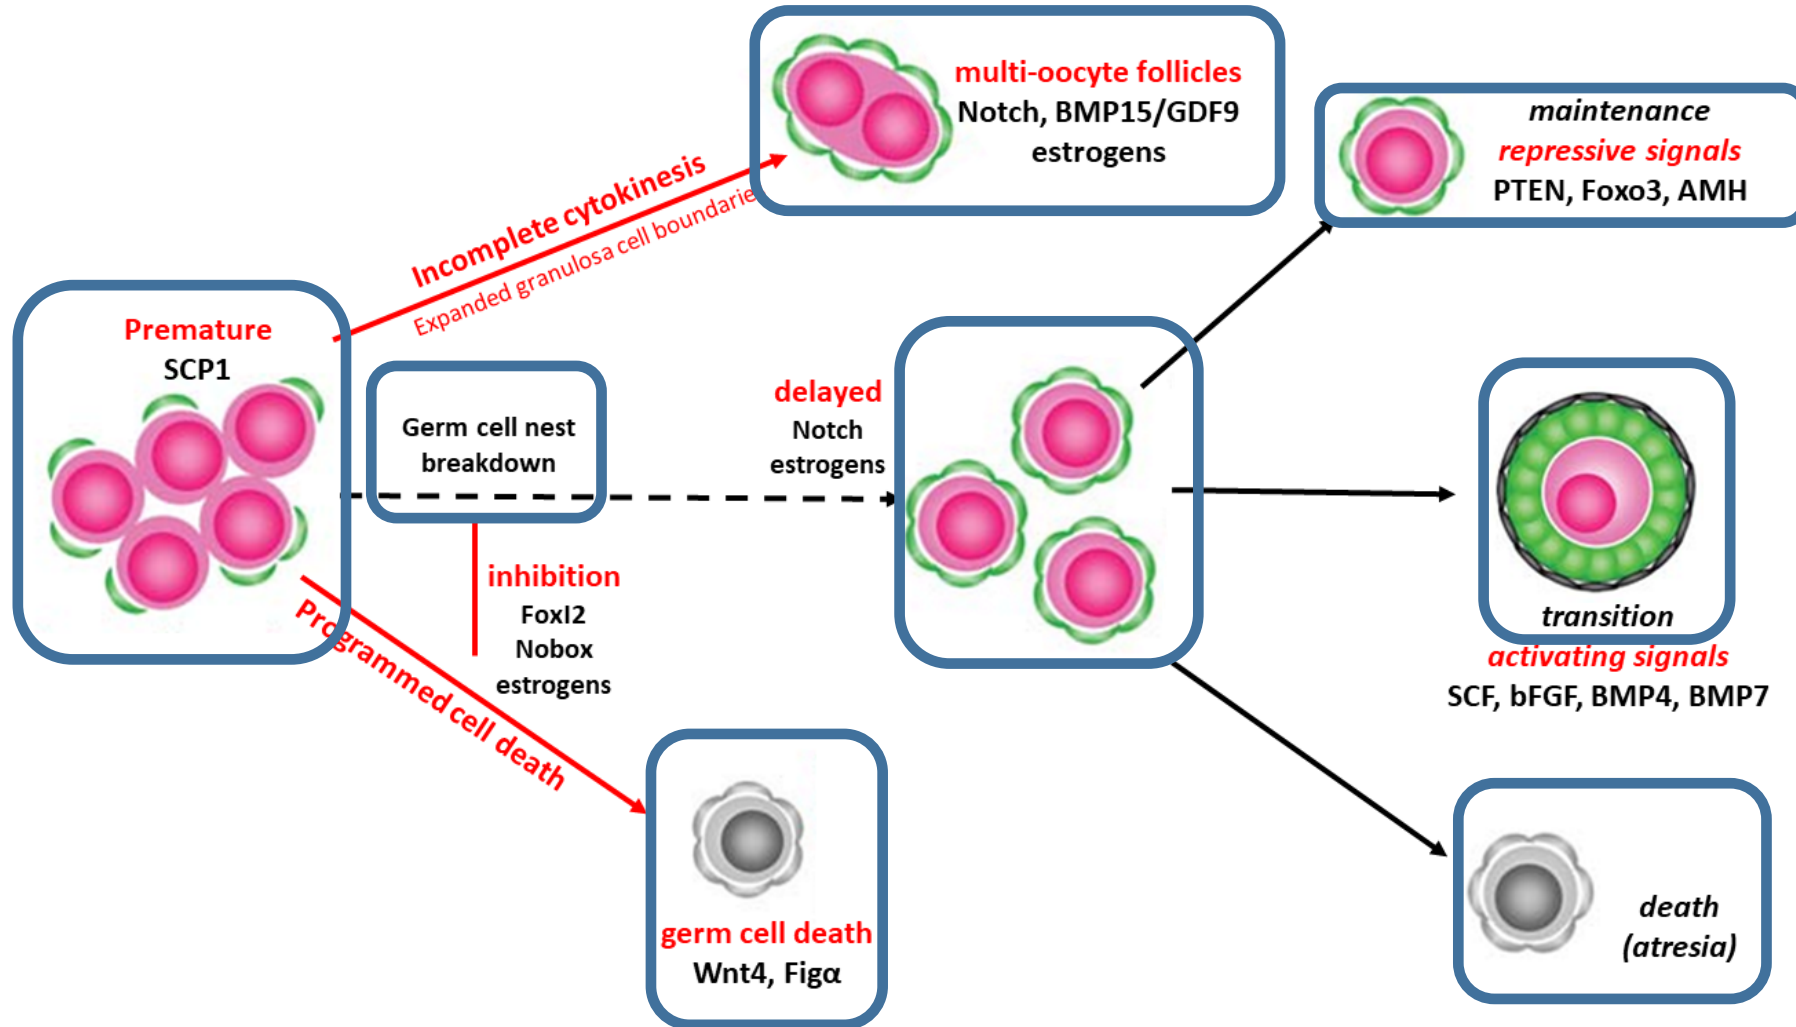 multi-oocyte follicles
Notch, BMP15/GDF9
estrogens
maintenance
repressive signals
PTEN, Foxo3, AMH
Incomplete cytokinesis
Expanded granulosa cell boundarie
Premature
SCP1
Germ cell nest
breakdown
delayed
Notch
estrogens
inhibition
FoxI2
Nobox
estrogens
Programmed cell death
transition
activating signals
SCF, bFGF, BMP4, BMP7
germ cell death
Wnt4, Figα
death
(atresia)